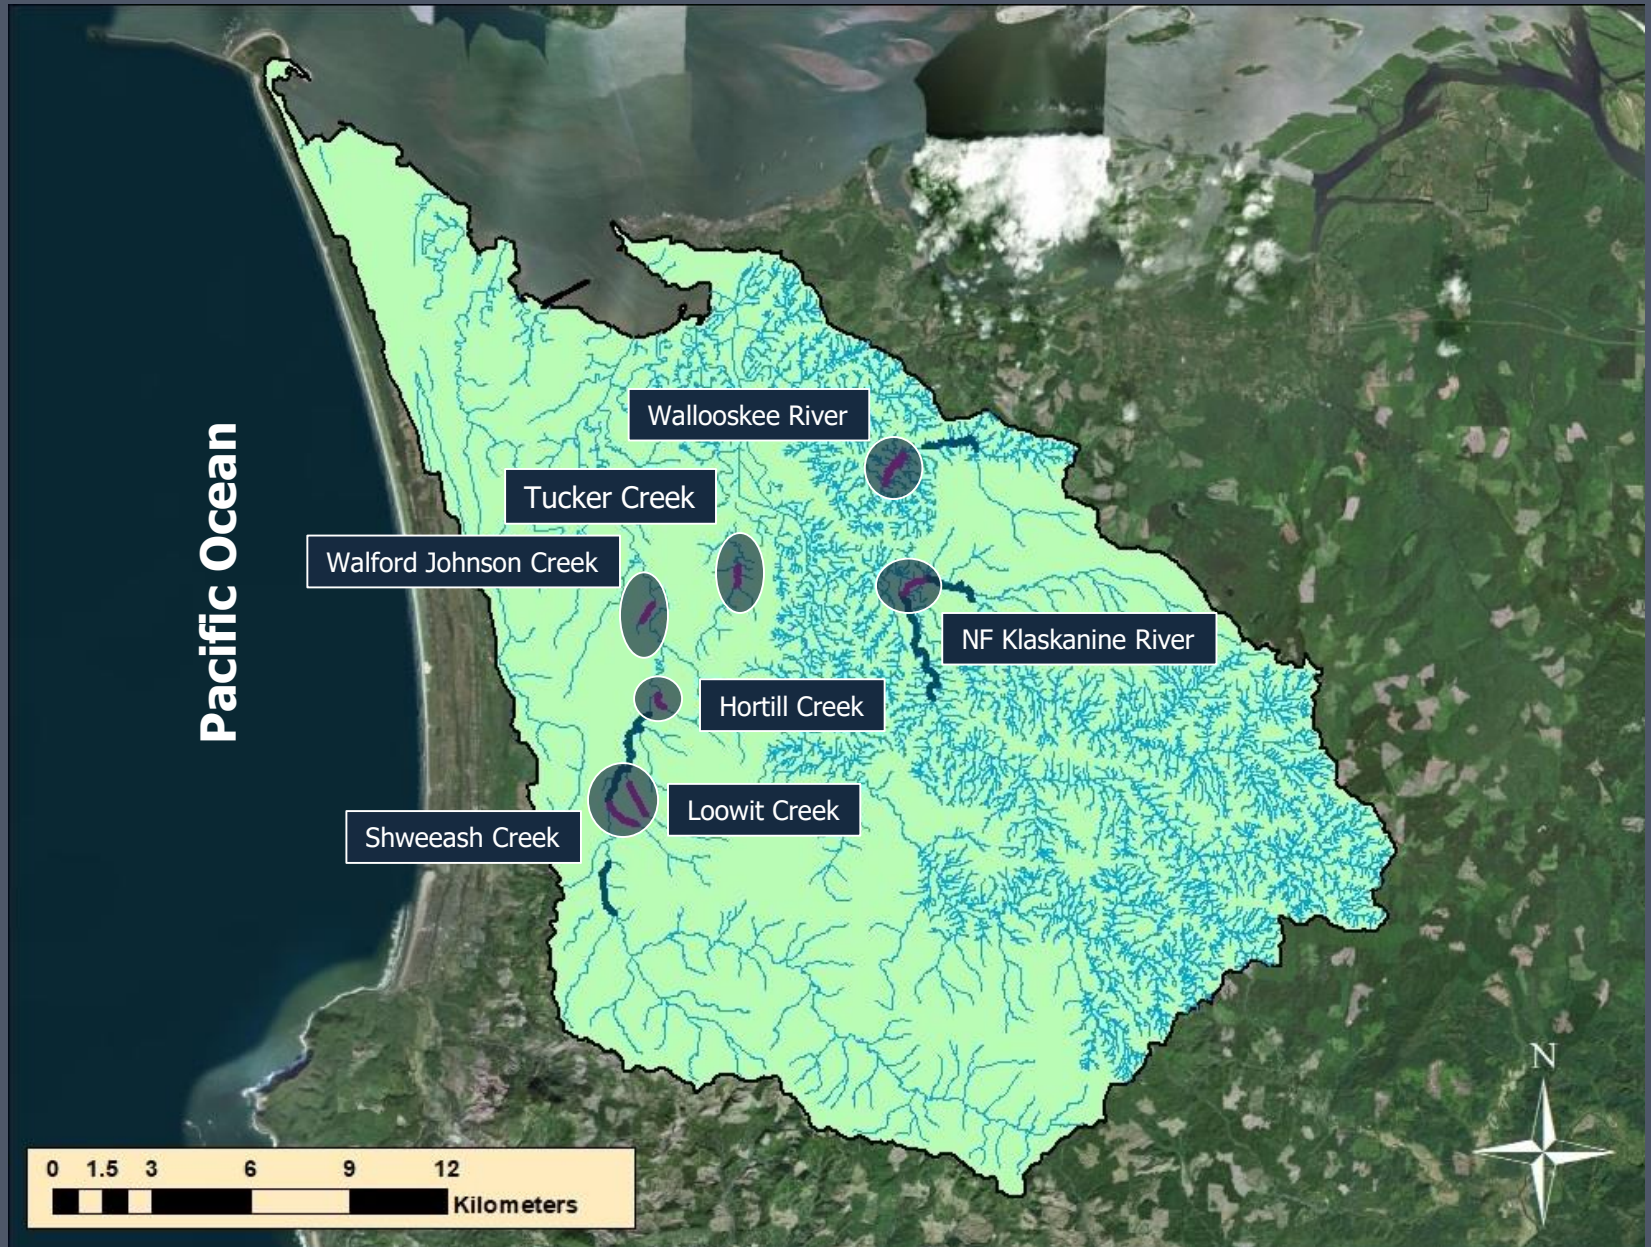 Wallooskee River
Tucker Creek
Walford Johnson Creek
NF Klaskanine River
Hortill Creek
Loowit Creek
Shweeash Creek
Pacific Ocean
N
0 1.5 3 6 9 12
Kilometers